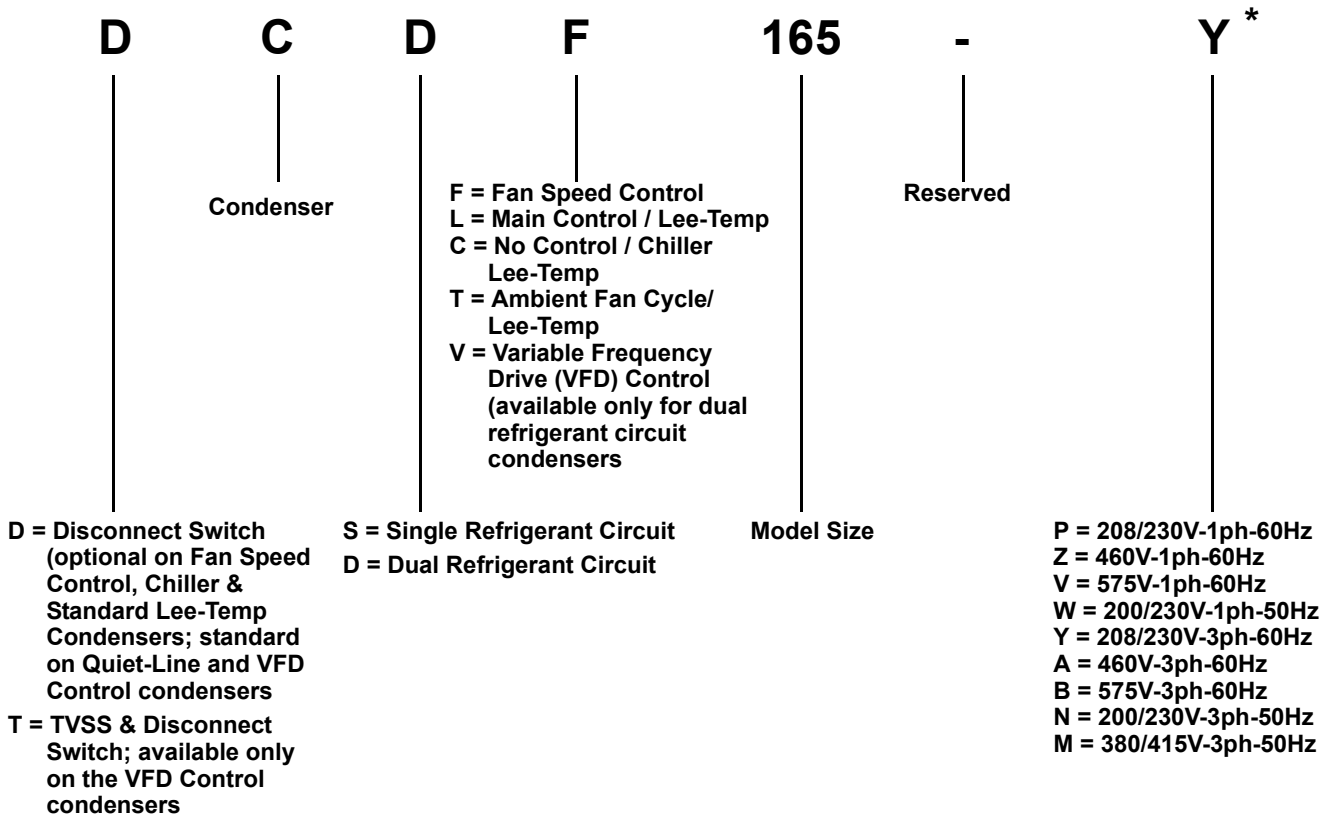 D C D F 165 - Y *
Condenser
F = Fan Speed Control
L = Main Control / Lee-Temp
C = No Control / Chiller
Lee-Temp
T = Ambient Fan Cycle/
Lee-Temp
V = Variable Frequency
Drive (VFD) Control
(available only for dual
refrigerant circuit
condensers
Reserved
D = Disconnect Switch
(optional on Fan Speed
Control, Chiller &
Standard Lee-Temp
Condensers; standard
on Quiet-Line and VFD
Control condensers
T = TVSS & Disconnect
Switch; available only
on the VFD Control
condensers
S = Single Refrigerant Circuit
D = Dual Refrigerant Circuit
Model Size
P = 208/230V-1ph-60Hz
Z = 460V-1ph-60Hz
V = 575V-1ph-60Hz
W = 200/230V-1ph-50Hz
Y = 208/230V-3ph-60Hz
A = 460V-3ph-60Hz
B = 575V-3ph-60Hz
N = 200/230V-3ph-50Hz
M = 380/415V-3ph-50Hz